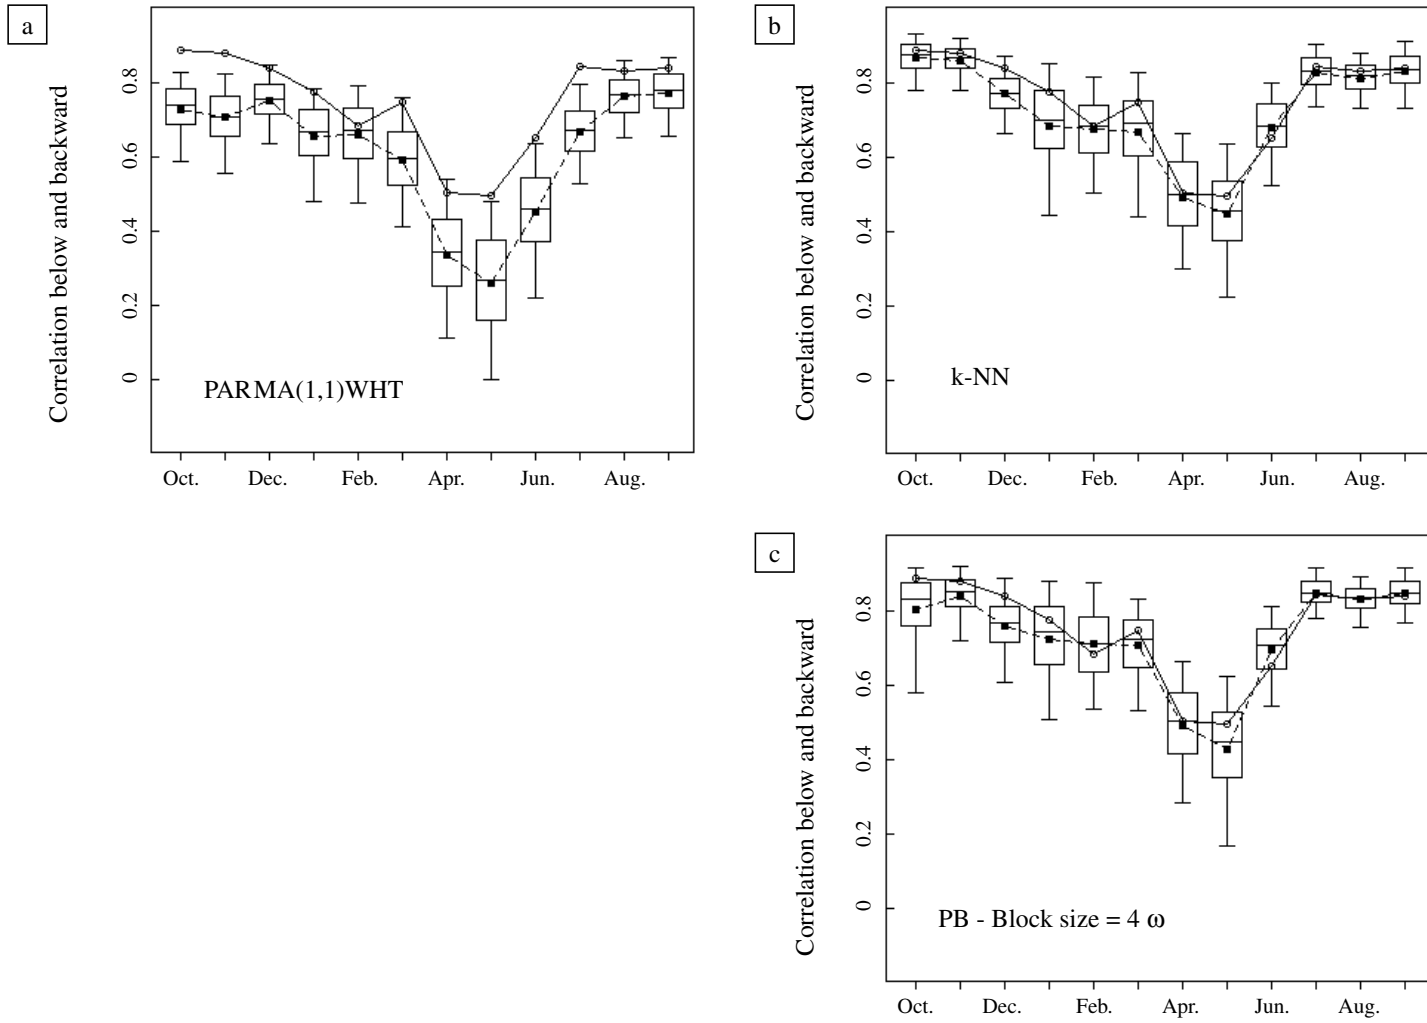 a
Correlation below and backward
0.8
0.6
0.4
0.2
0
PARMA(1,1)WHT
Oct. Dec. Feb. Apr. Jun. Aug.
b
Correlation below and backward
0.8
0.6
0.4
0.2
0
k-NN
Oct. Dec. Feb. Apr. Jun. Aug.
c
Correlation below and backward
0.8
0.6
0.4
0.2
0
PB - Block size = 4 ω
Oct. Dec. Feb. Apr. Jun. Aug.